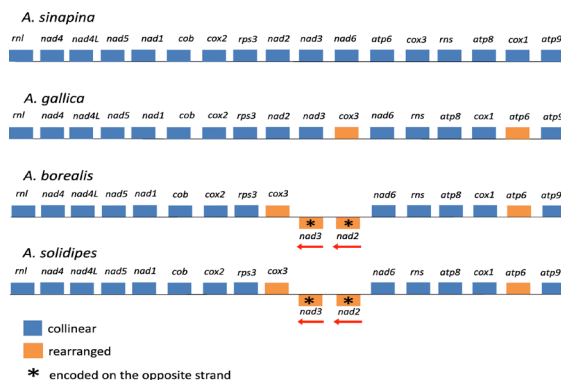 A. sinapina
rnl nad4 nad4L nad5 nad1 cob cox2 rps3 nad2 nad3 nad6 atp6 cox3 rns atp8 cox1 atp9
A. gallica
rnl nad4 nad4L nad5 nad1 cob cox2 rps3 nad2 nad3 cox3 nad6 rns atp8 cox1 atp6 atp9
A. borealis
rnl nad4 nad4L nad5 nad1 cob cox2 rps3 cox3 nad6 rns atp8 cox1 atp6 atp9
* *
nad3 nad2
A. solidipes
rnl nad4 nad4L nad5 nad1 cob cox2 rps3 cox3 nad6 rns atp8 cox1 atp6 atp9
* *
nad3 nad2
collinear
rearranged
* encoded on the opposite strand